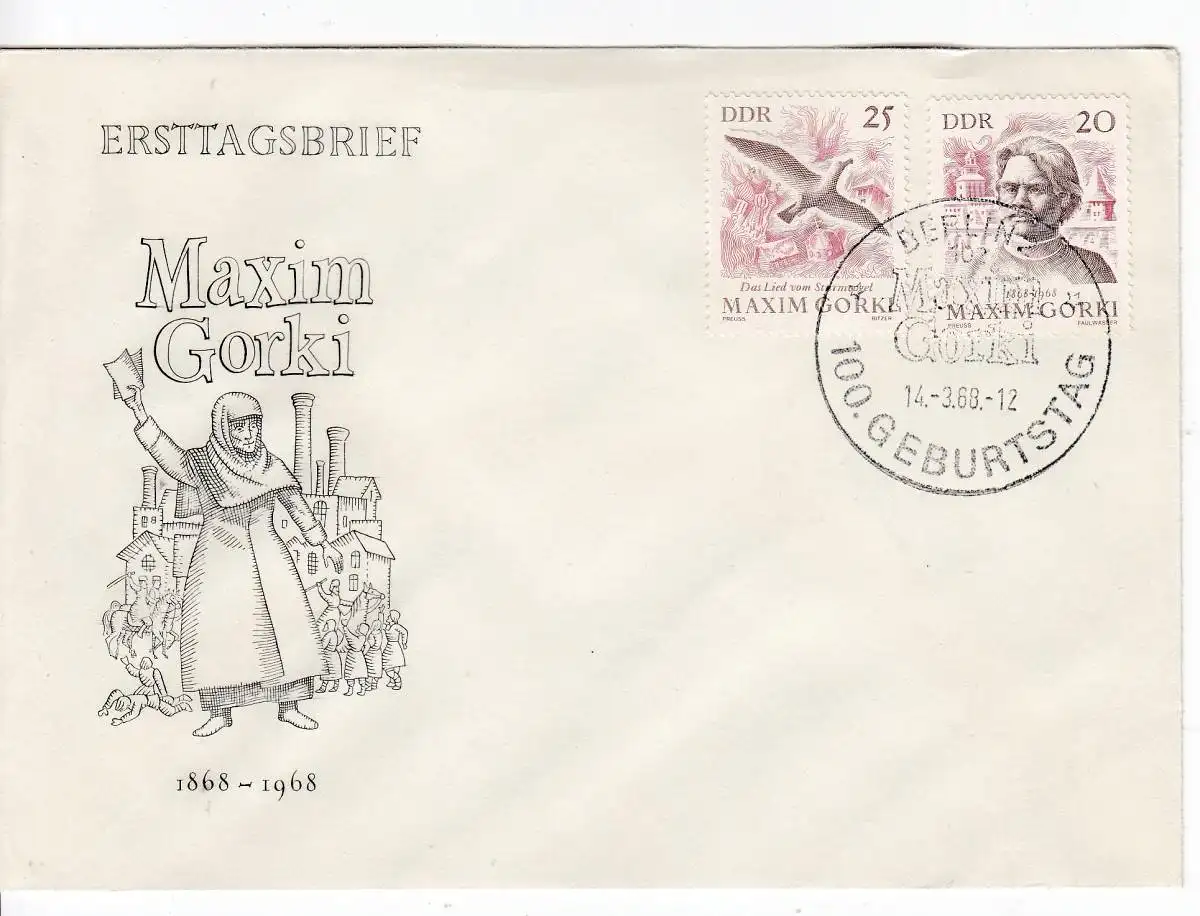 ERSTTAGSBRIEF
Maxim
Gorki
1868-1968
DDR 25
Das Lied vom Sturmvogel
MAXIM GORKI
PREUSS BITZER
DDR 20
1868-1968
MAXIM GORKI
PREUSS FAULWASSER
BERLIN
Maxim
Gorki
14.-3.68.-12
100. GEBURTSTAG